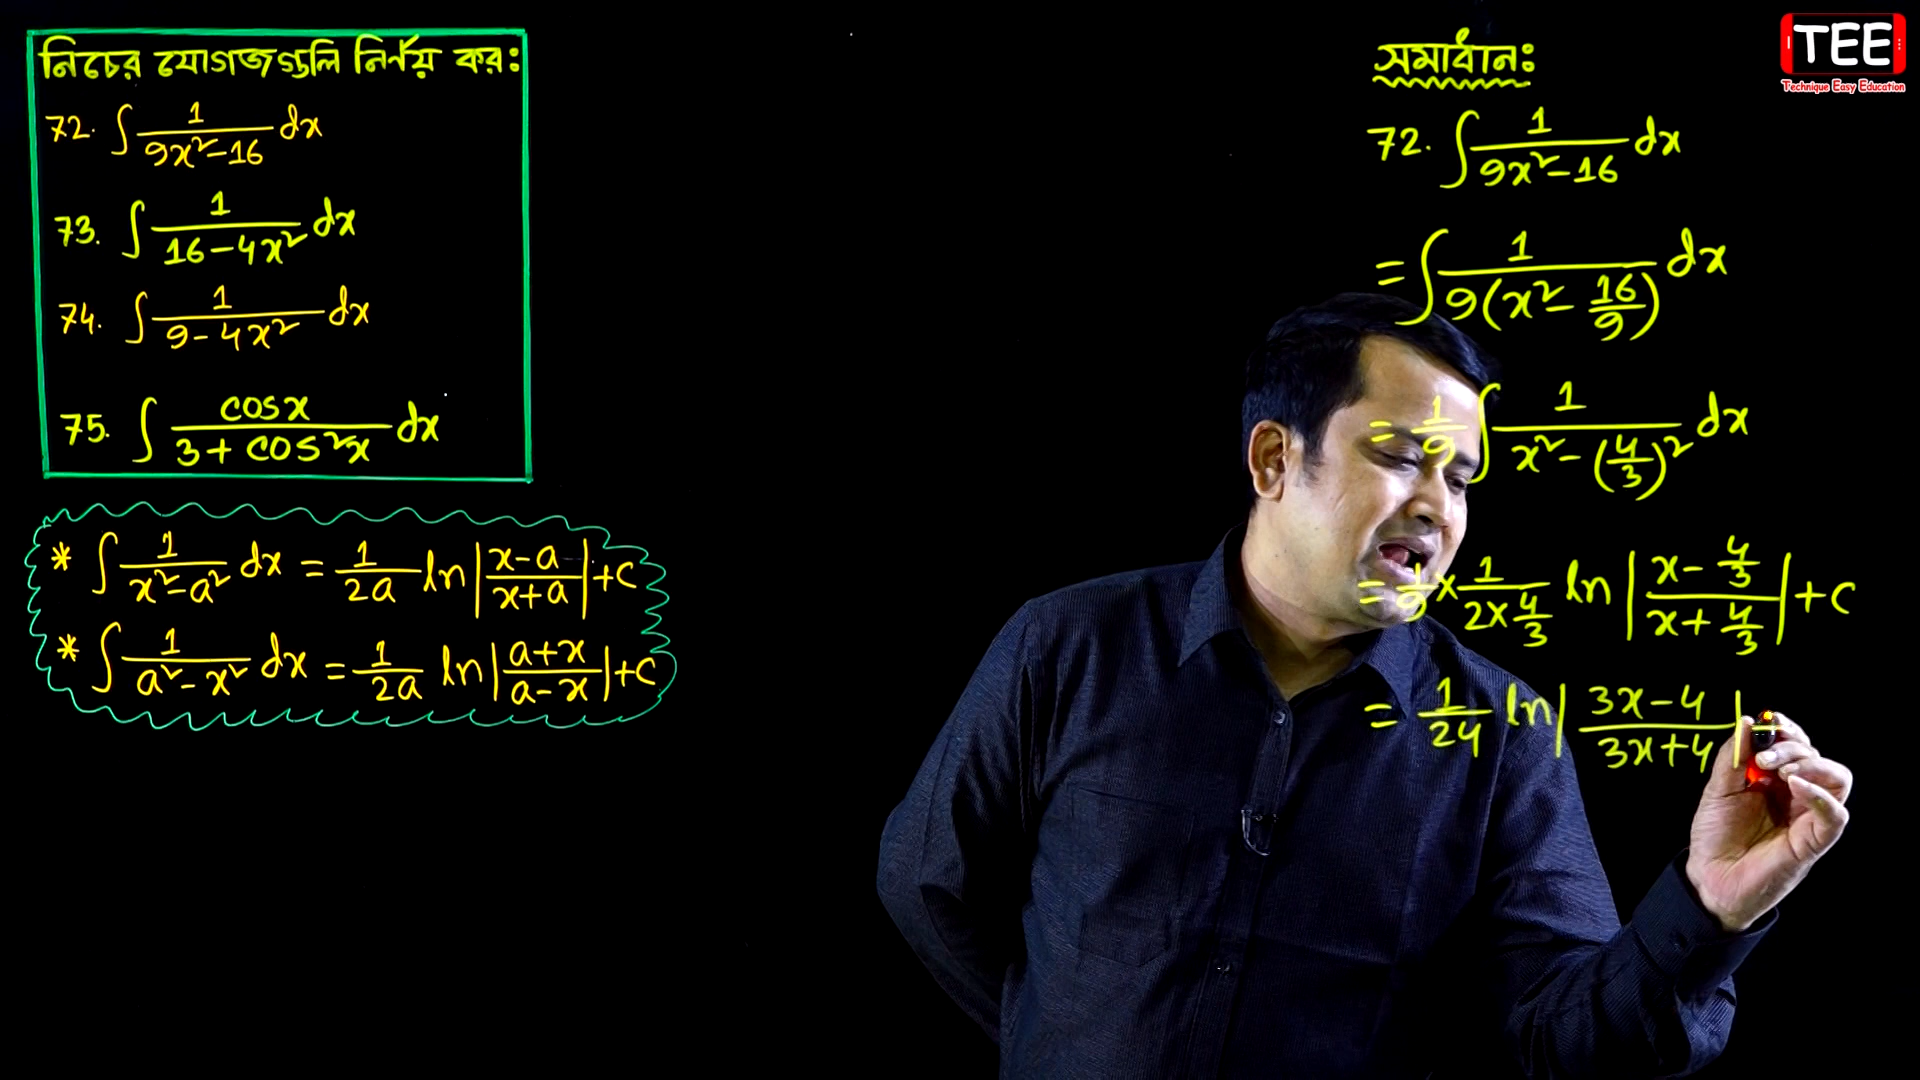 নিচের যোগজগুলি নির্ণয় কর:
72. ∫ 1/(9x²-16) dx
73. ∫ 1/(16-4x²) dx
74. ∫ 1/(9-4x²) dx
75. ∫ cosx/(3+cos²x) dx
* ∫ 1/(x²-a²) dx = 1/2a ln|(x-a)/(x+a)|+c
* ∫ 1/(a²-x²) dx = 1/2a ln|(a+x)/(a-x)|+c
সমাধান:
72. ∫ 1/(9x²-16) dx
= ∫ 1/(9(x²-16/9)) dx
= 1/9 ∫ 1/(x²-(4/3)²) dx
= 1/9 × 1/(2×4/3) ln|(x-4/3)/(x+4/3)|+c
= 1/24 ln|(3x-4)/(3x+4)|
TEE
Technique Easy Education